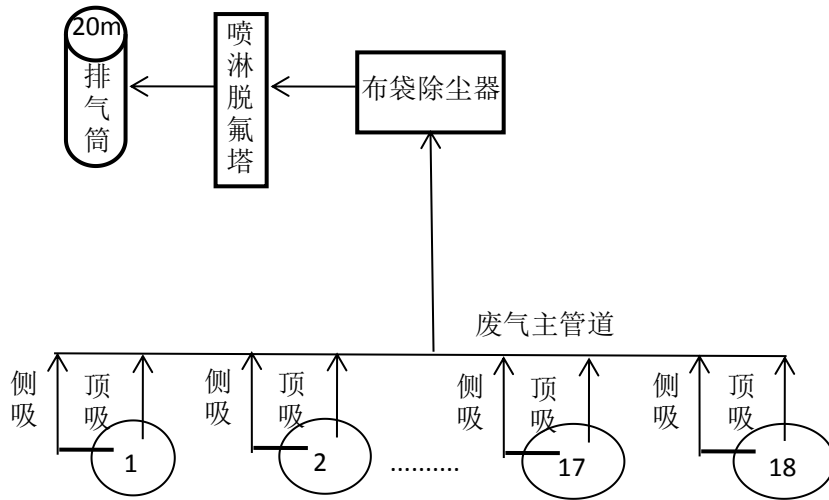 20m
排气筒
喷淋脱氟塔
布袋除尘器
废气主管道
侧吸
顶吸
侧吸
顶吸
侧吸
顶吸
侧吸
顶吸
1
2
..........
17
18